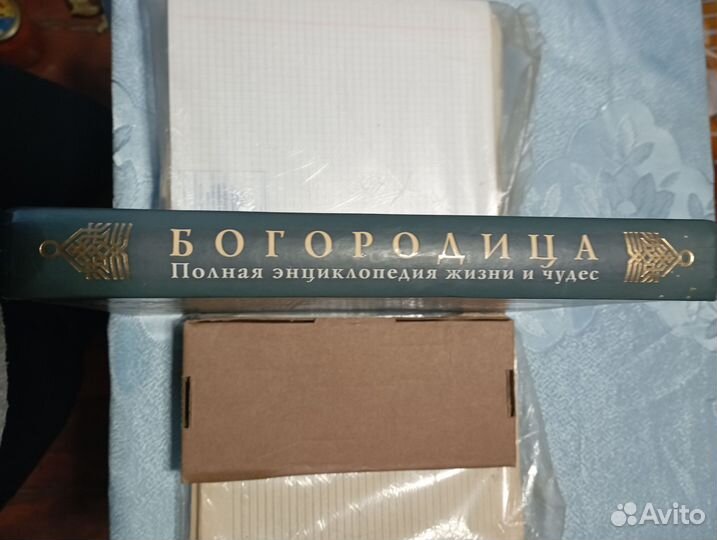 БОГОРОДИЦА
Полная энциклопедия жизни и чудес
Avito